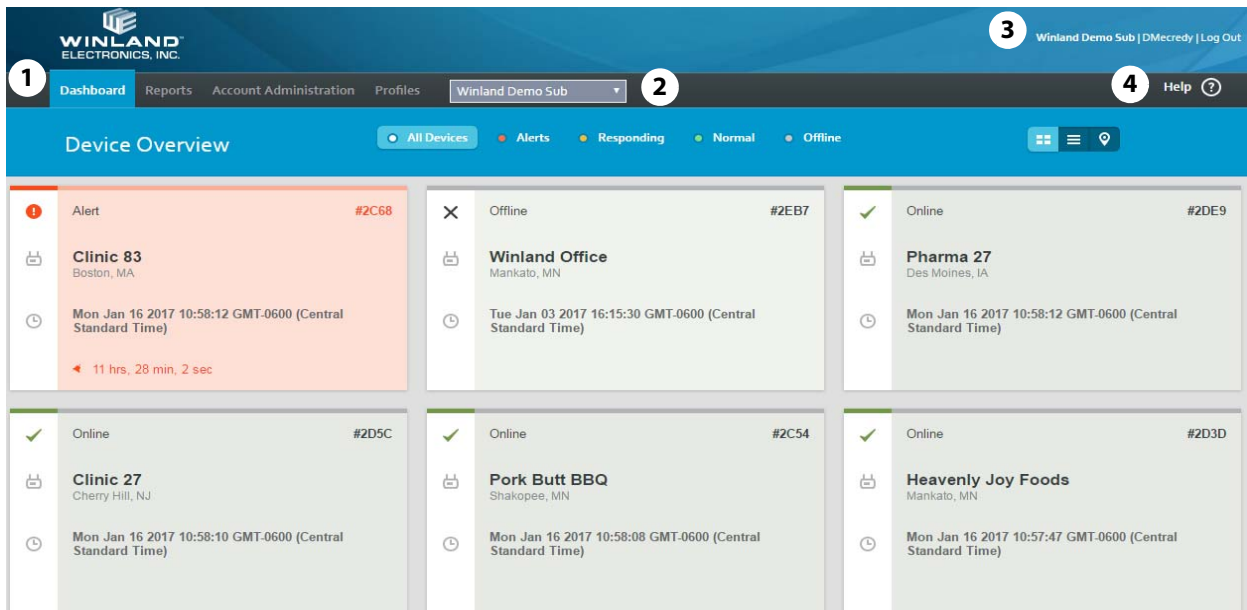 WINLAND™
ELECTRONICS, INC.
3
Winland Demo Sub | DMecredy | Log Out
1
Dashboard Reports Account Administration Profiles Winland Demo Sub 2
4 Help ?
Device Overview
All Devices Alerts Responding Normal Offline
Alert #2C68
Clinic 83
Boston, MA
Mon Jan 16 2017 10:58:12 GMT-0600 (Central
Standard Time)
11 hrs, 28 min, 2 sec
Offline #2EB7
Winland Office
Mankato, MN
Tue Jan 03 2017 16:15:30 GMT-0600 (Central
Standard Time)
Online #2DE9
Pharma 27
Des Moines, IA
Mon Jan 16 2017 10:58:12 GMT-0600 (Central
Standard Time)
Online #2D5C
Clinic 27
Cherry Hill, NJ
Mon Jan 16 2017 10:58:10 GMT-0600 (Central
Standard Time)
Online #2C54
Pork Butt BBQ
Shakopee, MN
Mon Jan 16 2017 10:58:08 GMT-0600 (Central
Standard Time)
Online #2D3D
Heavenly Joy Foods
Mankato, MN
Mon Jan 16 2017 10:57:47 GMT-0600 (Central
Standard Time)